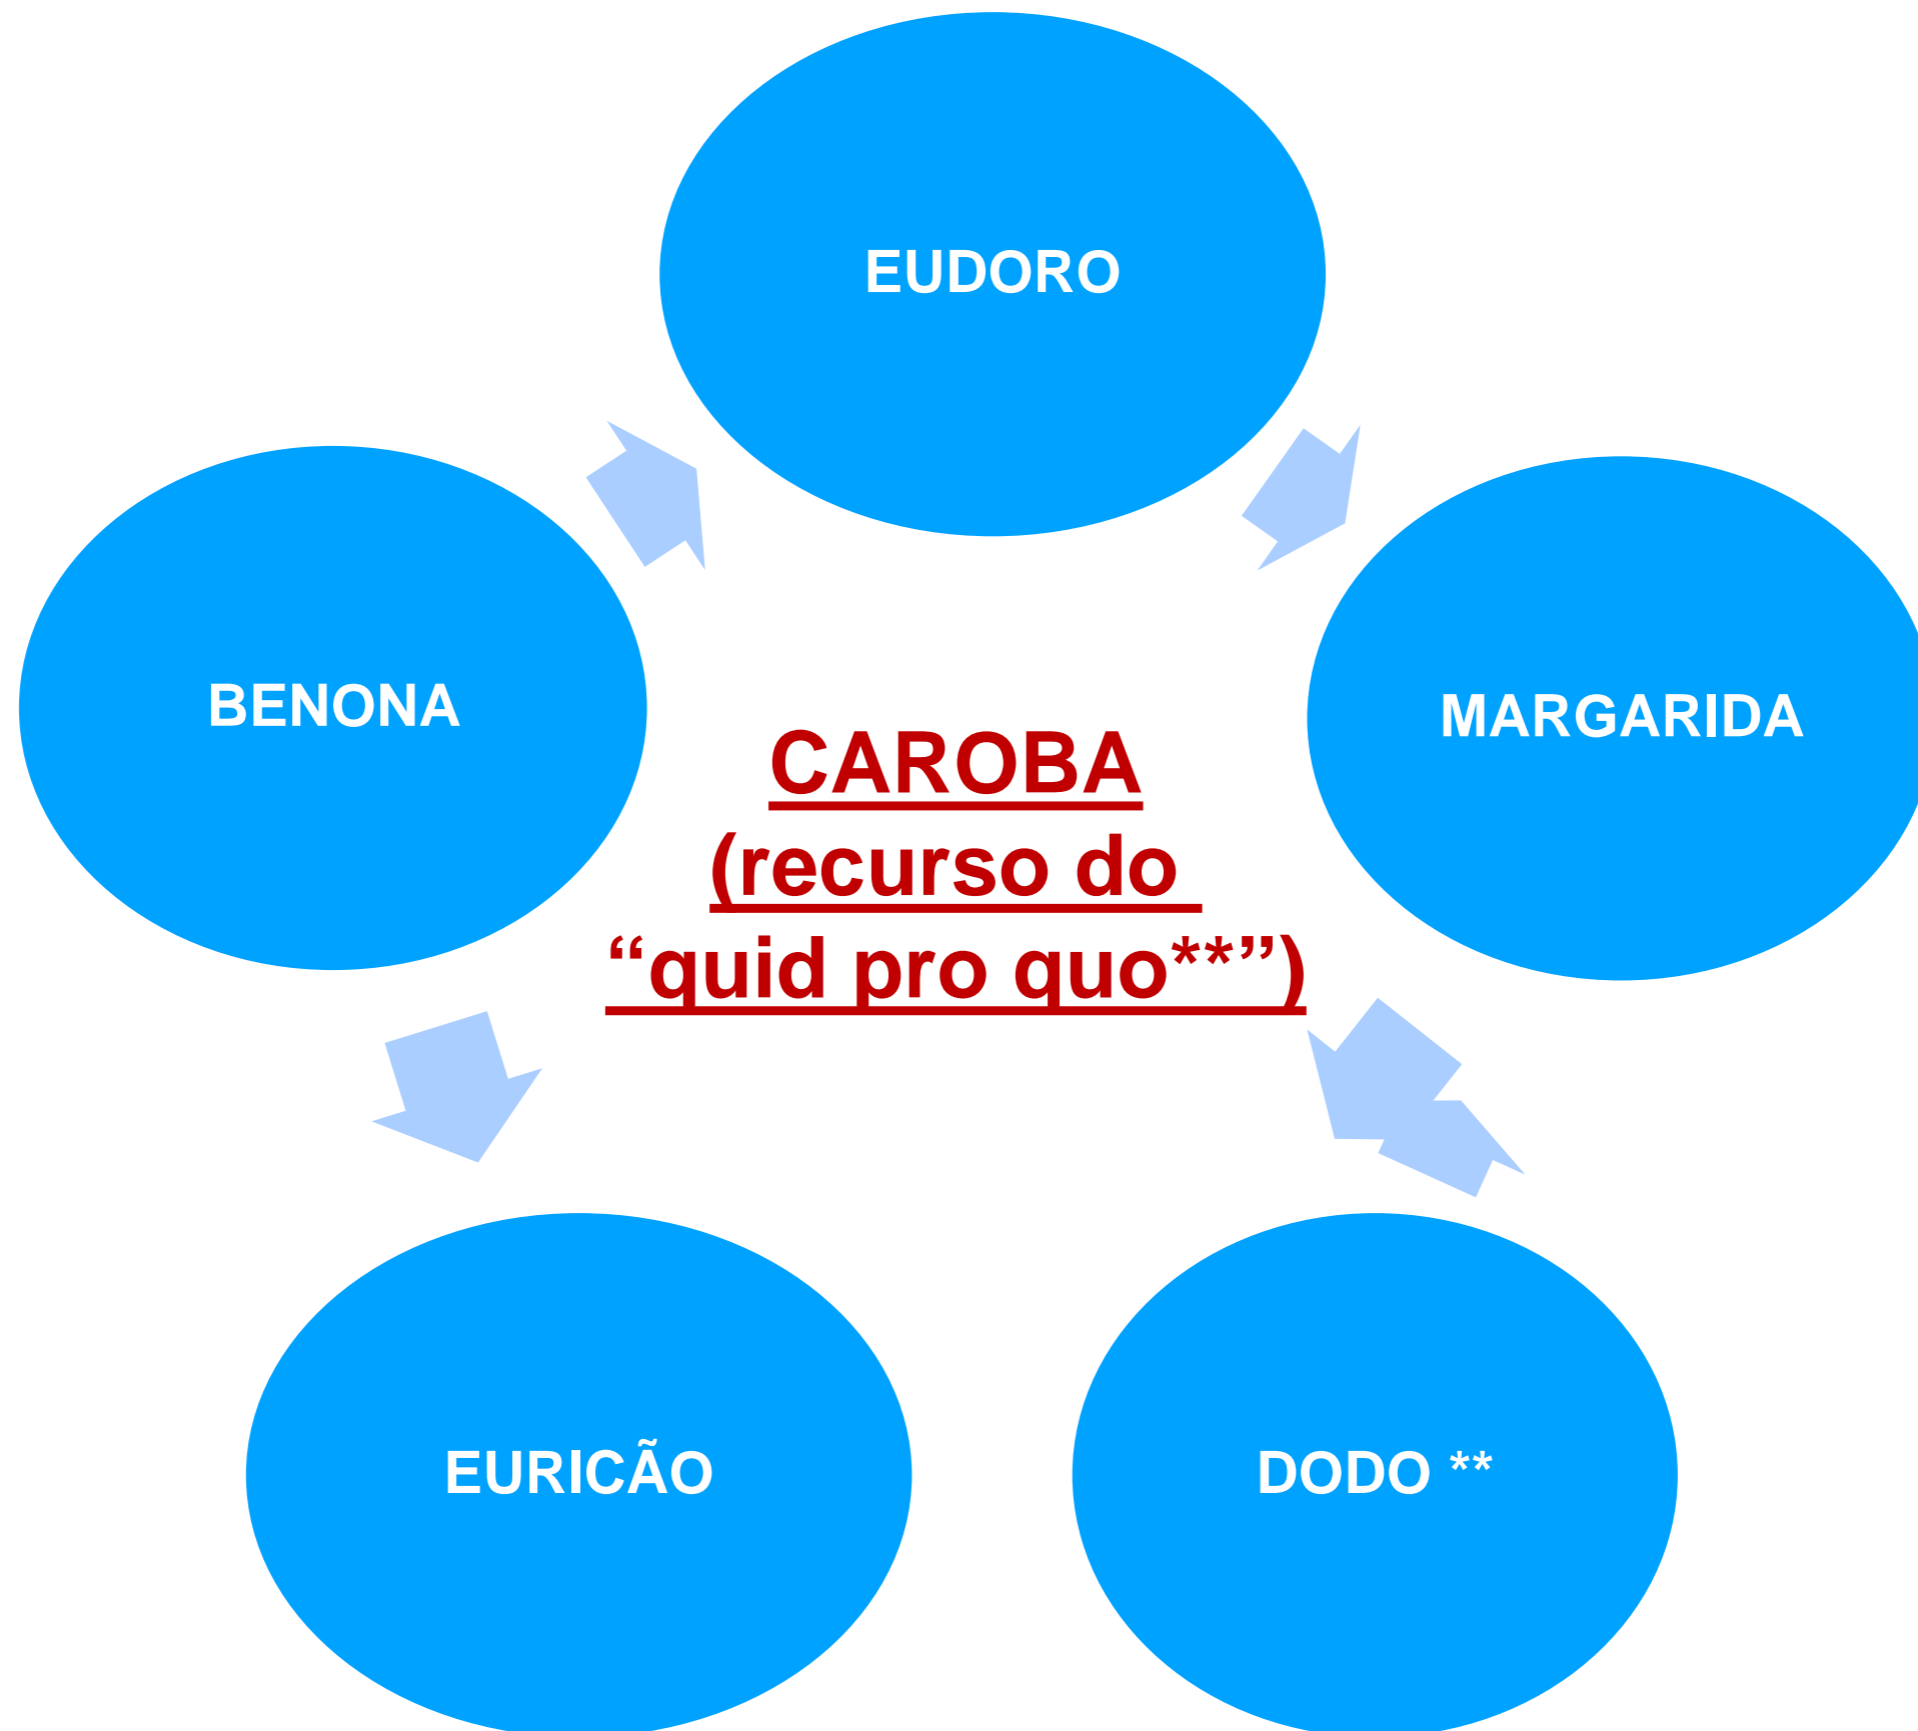 EUDORO
BENONA
MARGARIDA
CAROBA
(recurso do
“quid pro quo**”)
EURICÃO
DODO **